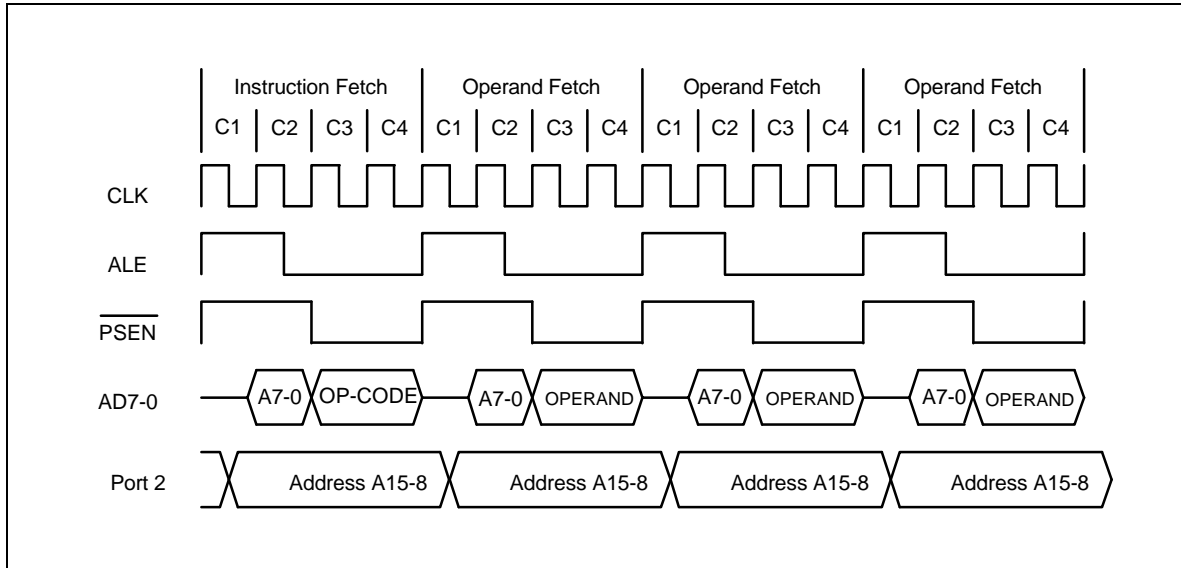 Instruction Fetch Operand Fetch Operand Fetch Operand Fetch
C1 C2 C3 C4 C1 C2 C3 C4 C1 C2 C3 C4 C1 C2 C3 C4
CLK
ALE
PSEN
AD7-0 A7-0 OP-CODE A7-0 OPERAND A7-0 OPERAND A7-0 OPERAND
Port 2 Address A15-8 Address A15-8 Address A15-8 Address A15-8